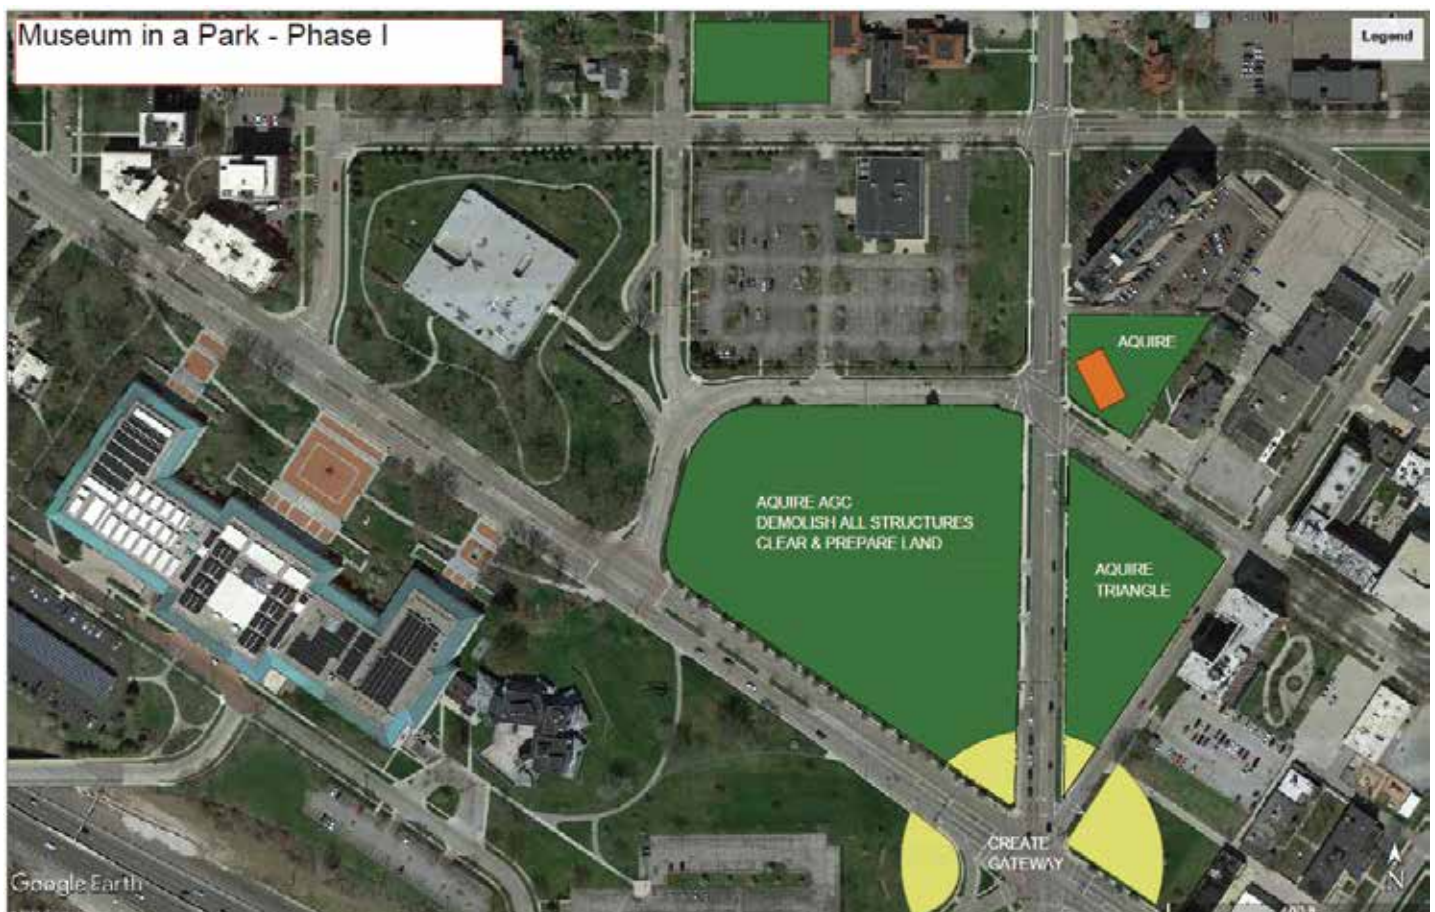 Museum in a Park - Phase I
Legend
AQUIRE
AQUIRE AGC
DEMOLISH ALL STRUCTURES
CLEAR & PREPARE LAND
AQUIRE
TRIANGLE
CREATE
GATEWAY
Google Earth
N